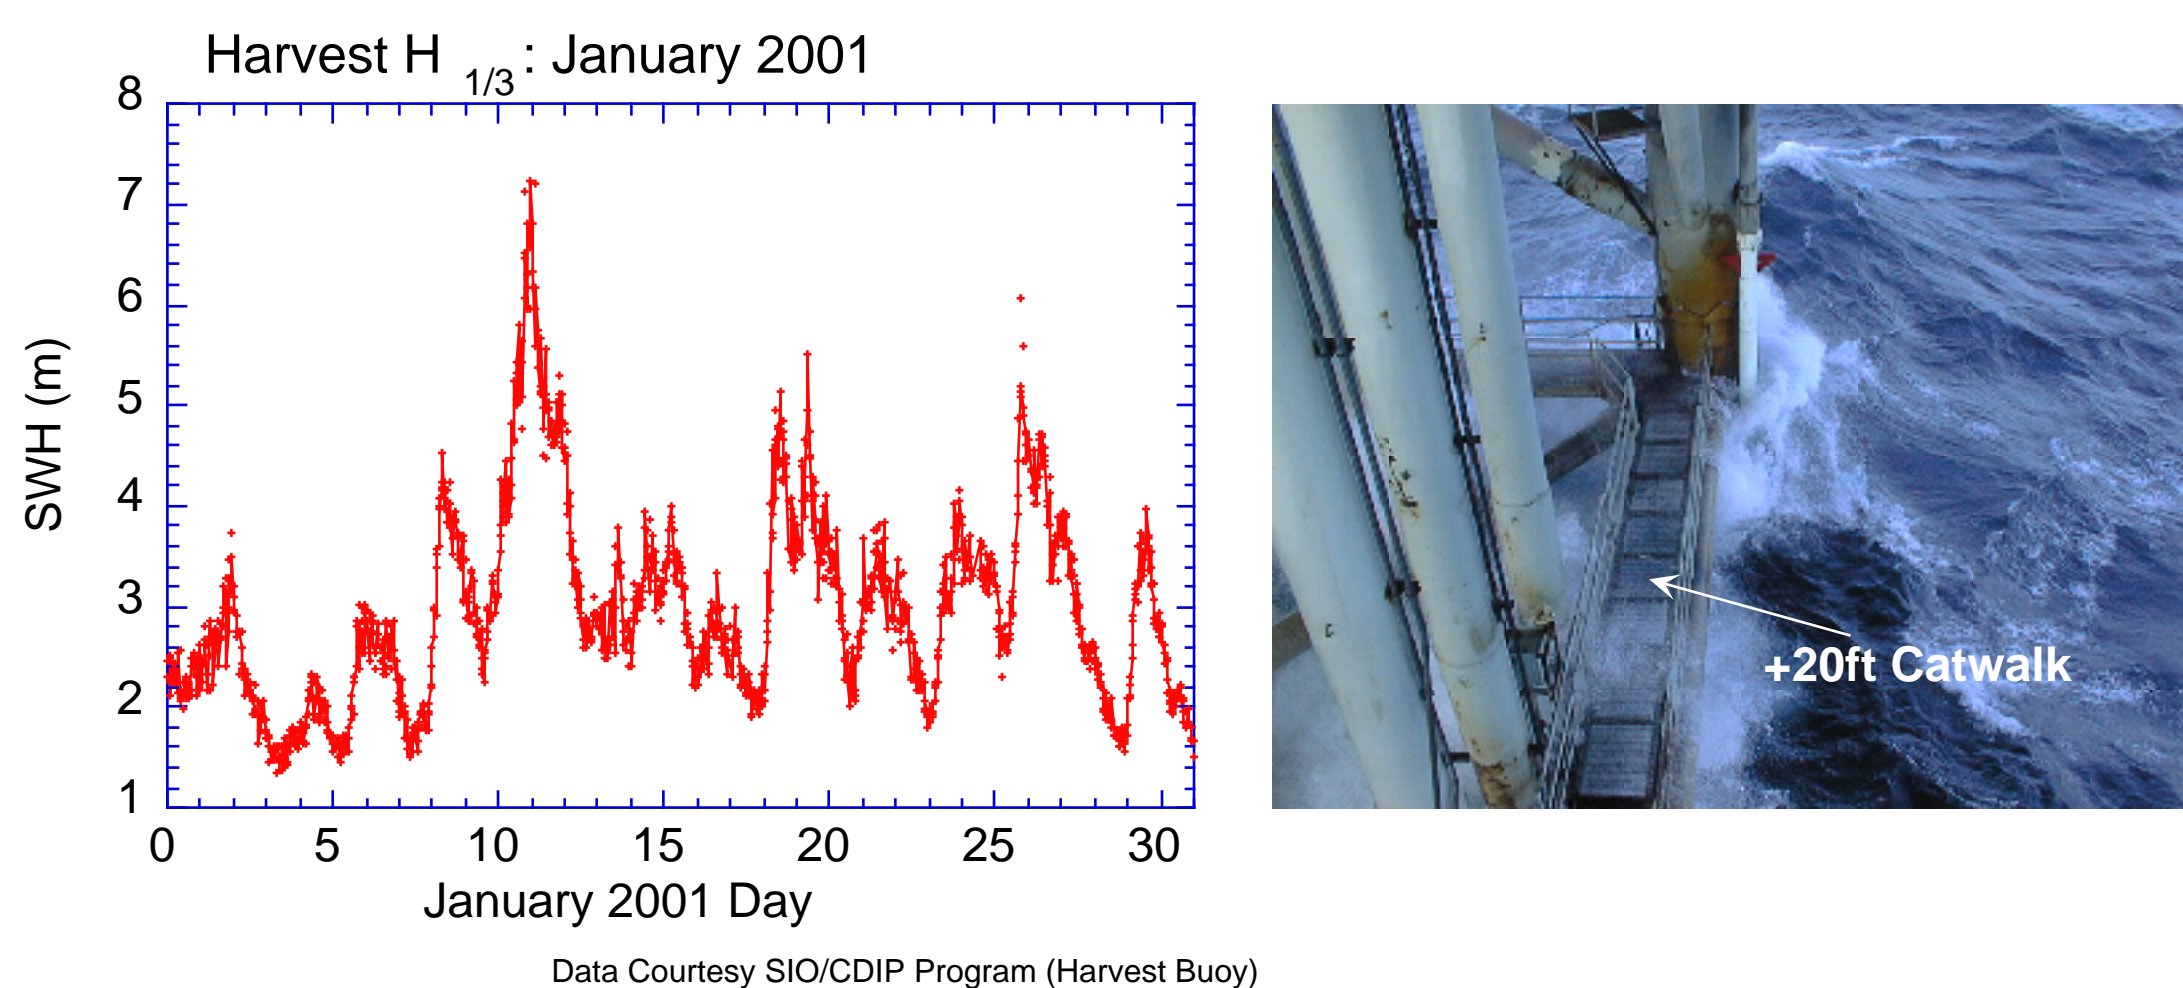 Harvest H 1/3 : January 2001
8
7
6
5
4
3
2
1
SWH (m)
0 5 10 15 20 25 30
January 2001 Day
+20ft Catwalk
Data Courtesy SIO/CDIP Program (Harvest Buoy)